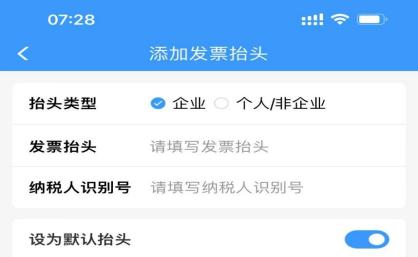 07:28
添加发票抬头
抬头类型 企业 个人/非企业
发票抬头 请填写发票抬头
纳税人识别号 请填写纳税人识别号
设为默认抬头